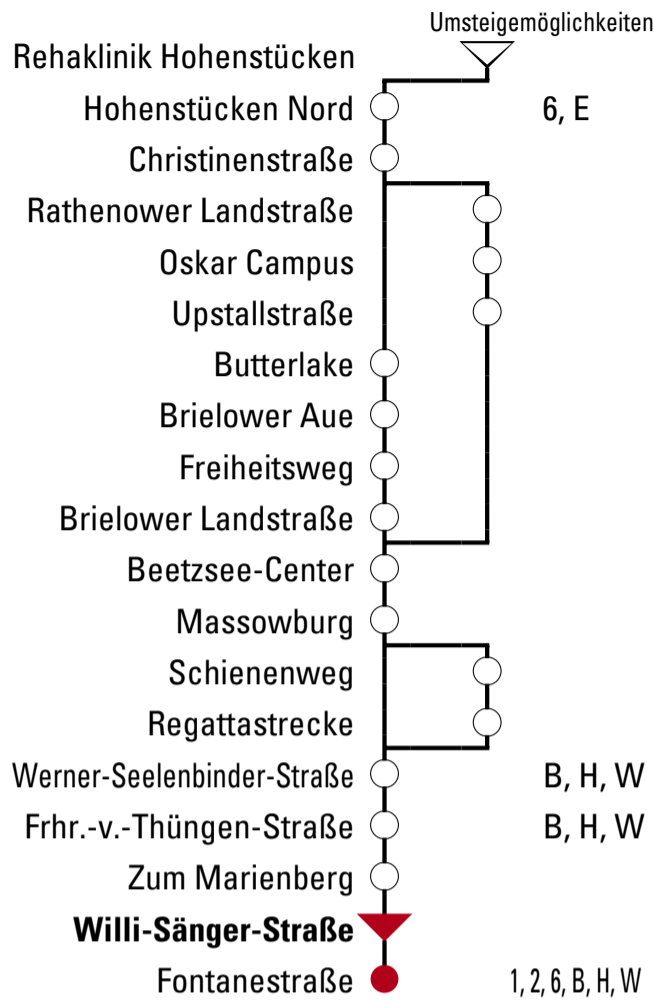 Umsteigemöglichkeiten
Rehaklinik Hohenstücken
Hohenstücken Nord 6, E
Christinenstraße
Rathenower Landstraße
Oskar Campus
Upstallstraße
Butterlake
Brielower Aue
Freiheitsweg
Brielower Landstraße
Beetzsee-Center
Massowburg
Schienenweg
Regattastrecke
Werner-Seelenbinder-Straße B, H, W
Frhr.-v.-Thüngen-Straße B, H, W
Zum Marienberg
Willi-Sänger-Straße
Fontanestraße 1, 2, 6, B, H, W